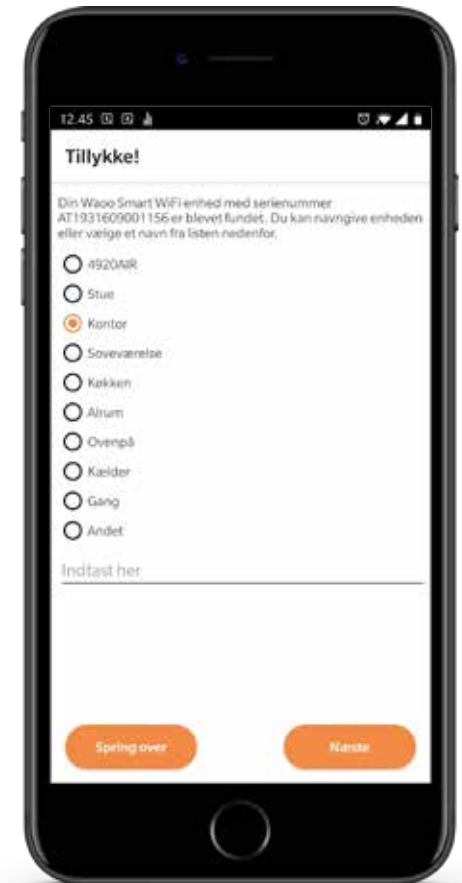 12.45
Tillykke!
Din Waoo Smart WiFi enhed med serienummer
AT1931609001156 er blevet fundet. Du kan navngive enheden
eller vælge et navn fra listen nedenfor.
4920AIR
Stue
Kontor
Soveværelse
Køkken
Alrum
Ovenpå
Kælder
Gang
Andet
Indtast her
Spring over
Næste